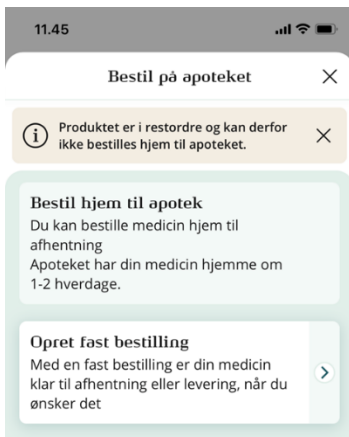 11.45
Bestil på apoteket
Produktet er i restordre og kan derfor
ikke bestilles hjem til apoteket.
Bestil hjem til apotek
Du kan bestille medicin hjem til
afhentning
Apoteket har din medicin hjemme om
1-2 hverdage.
Opret fast bestilling
Med en fast bestilling er din medicin
klar til afhentning eller levering, når du
ønsker det